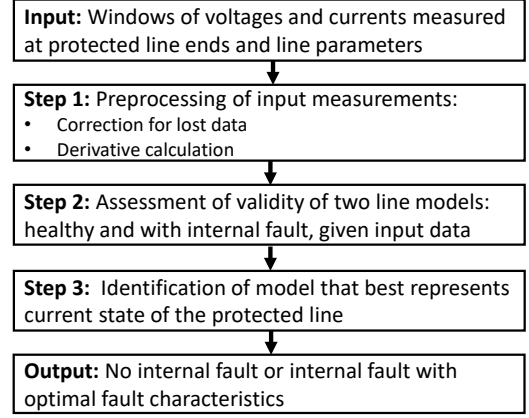 Input: Windows of voltages and currents measured
at protected line ends and line parameters
Step 1: Preprocessing of input measurements:
• Correction for lost data
• Derivative calculation
Step 2: Assessment of validity of two line models:
healthy and with internal fault, given input data
Step 3: Identification of model that best represents
current state of the protected line
Output: No internal fault or internal fault with
optimal fault characteristics